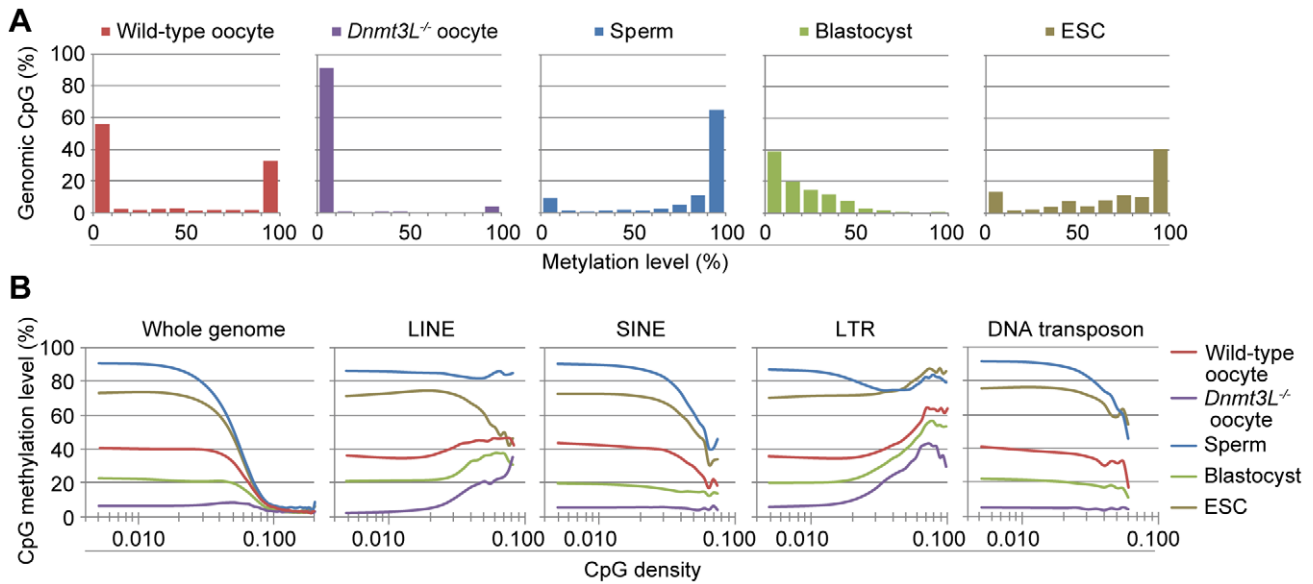 A
Wild-type oocyte
Dnmt3L-/- oocyte
Sperm
Blastocyst
ESC
Genomic CpG (%)
100
80
60
40
20
0
0 50 100
0 50 100
0 50 100
0 50 100
0 50 100
Metylation level (%)
B
CpG methylation level (%)
Whole genome
LINE
SINE
LTR
DNA transposon
100
80
60
40
20
0
0.010 0.100
0.010 0.100
0.010 0.100
0.010 0.100
0.010 0.100
CpG density
Wild-type
oocyte
Dnmt3L-/-
oocyte
Sperm
Blastocyst
ESC